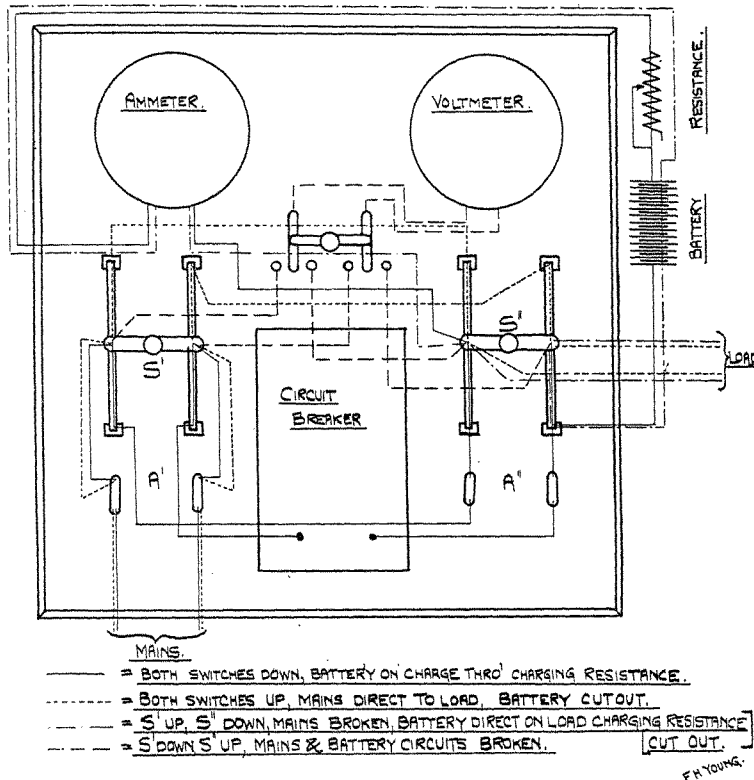 AMMETER.
VOLTMETER.
RESISTANCE.
BATTERY
S'
S"
LOAD
CIRCUIT
BREAKER
A'
A"
MAINS.
= BOTH SWITCHES DOWN, BATTERY ON CHARGE THRO' CHARGING RESISTANCE.
= BOTH SWITCHES UP, MAINS DIRECT TO LOAD, BATTERY CUTOUT.
= S' UP, S" DOWN, MAINS BROKEN, BATTERY DIRECT ON LOAD CHARGING RESISTANCE
CUT OUT.
= S' DOWN S" UP, MAINS & BATTERY CIRCUITS BROKEN.
F H YOUNG.